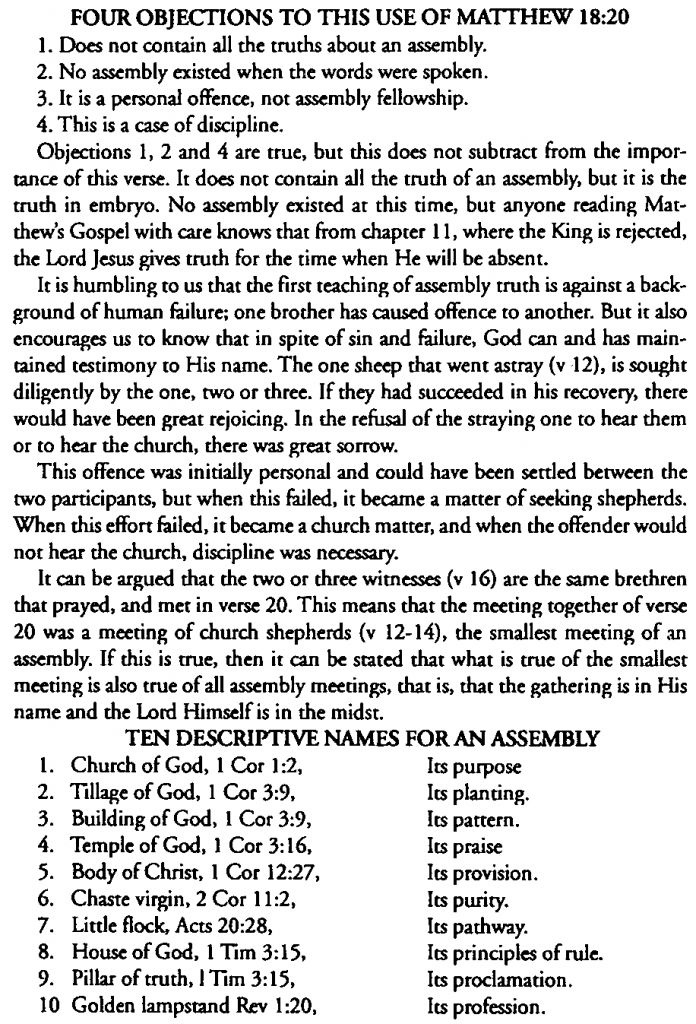 FOUR OBJECTIONS TO THIS USE OF MATTHEW 18:20
1. Does not contain all the truths about an assembly.
2. No assembly existed when the words were spoken.
3. It is a personal offence, not assembly fellowship.
4. This is a case of discipline.
Objections 1, 2 and 4 are true, but this does not subtract from the impor-
tance of this verse. It does not contain all the truth of an assembly, but it is the
truth in embryo. No assembly existed at this time, but anyone reading Mat-
thew's Gospel with care knows that from chapter 11, where the King is rejected,
the Lord Jesus gives truth for the time when He will be absent.
It is humbling to us that the first teaching of assembly truth is against a back-
ground of human failure; one brother has caused offence to another. But it also
encourages us to know that in spite of sin and failure, God can and has main-
tained testimony to His name. The one sheep that went astray (v 12), is sought
diligently by the one, two or three. If they had succeeded in his recovery, there
would have been great rejoicing. In the refusal of the straying one to hear them
or to hear the church, there was great sorrow.
This offence was initially personal and could have been settled between the
two participants, but when this failed, it became a matter of seeking shepherds.
When this effort failed, it became a church matter, and when the offender would
not hear the church, discipline was necessary.
It can be argued that the two or three witnesses (v 16) are the same brethren
that prayed, and met in verse 20. This means that the meeting together of verse
20 was a meeting of church shepherds (v 12-14), the smallest meeting of an
assembly. If this is true, then it can be stated that what is true of the smallest
meeting is also true of all assembly meetings, that is, that the gathering is in His
name and the Lord Himself is in the midst.
TEN DESCRIPTIVE NAMES FOR AN ASSEMBLY
1. Church of God, 1 Cor 1:2, Its purpose
2. Tillage of God, 1 Cor 3:9, Its planting.
3. Building of God, 1 Cor 3:9, Its pattern.
4. Temple of God, 1 Cor 3:16, Its praise
5. Body of Christ, 1 Cor 12:27, Its provision.
6. Chaste virgin, 2 Cor 11:2, Its purity.
7. Little flock, Acts 20:28, Its pathway.
8. House of God, 1 Tim 3:15, Its principles of rule.
9. Pillar of truth, 1 Tim 3:15, Its proclamation.
10 Golden lampstand Rev 1:20, Its profession.